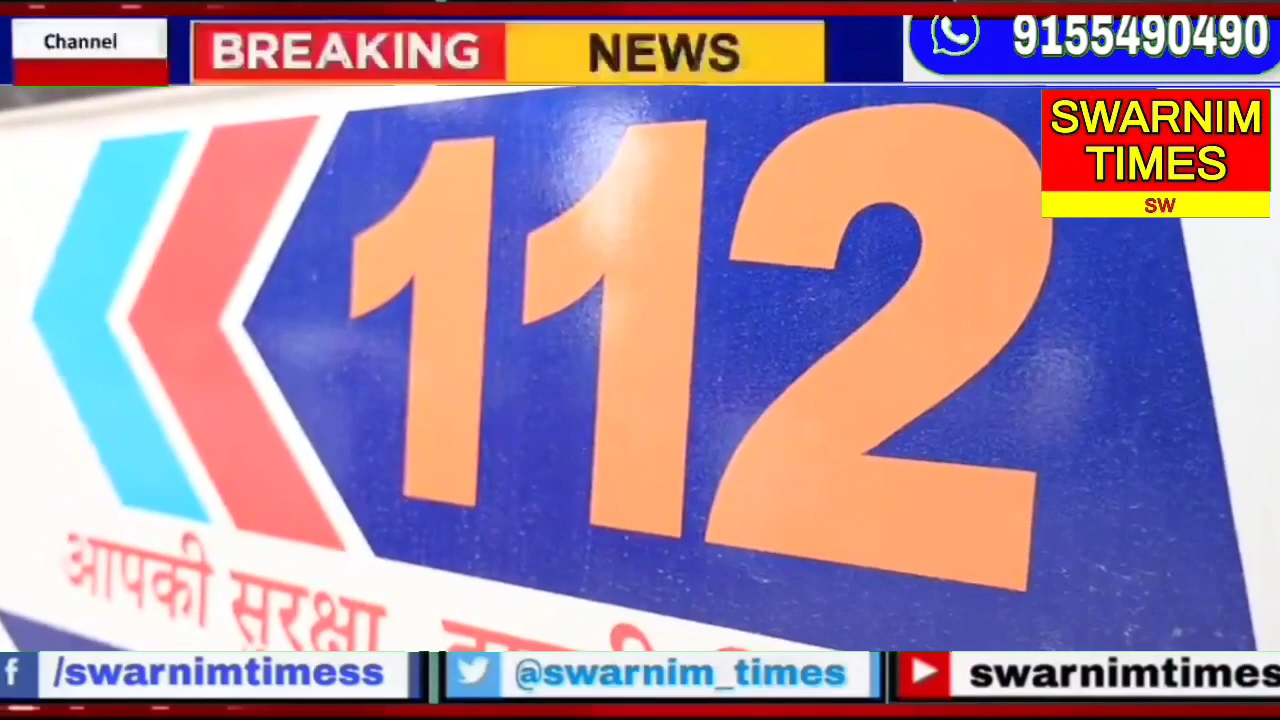 Channel
BREAKING NEWS
9155490490
SWARNIM
TIMES
SW
112
आपकी सुरक्षा
/swarnimtimess
@swarnim_times
swarnimtimes